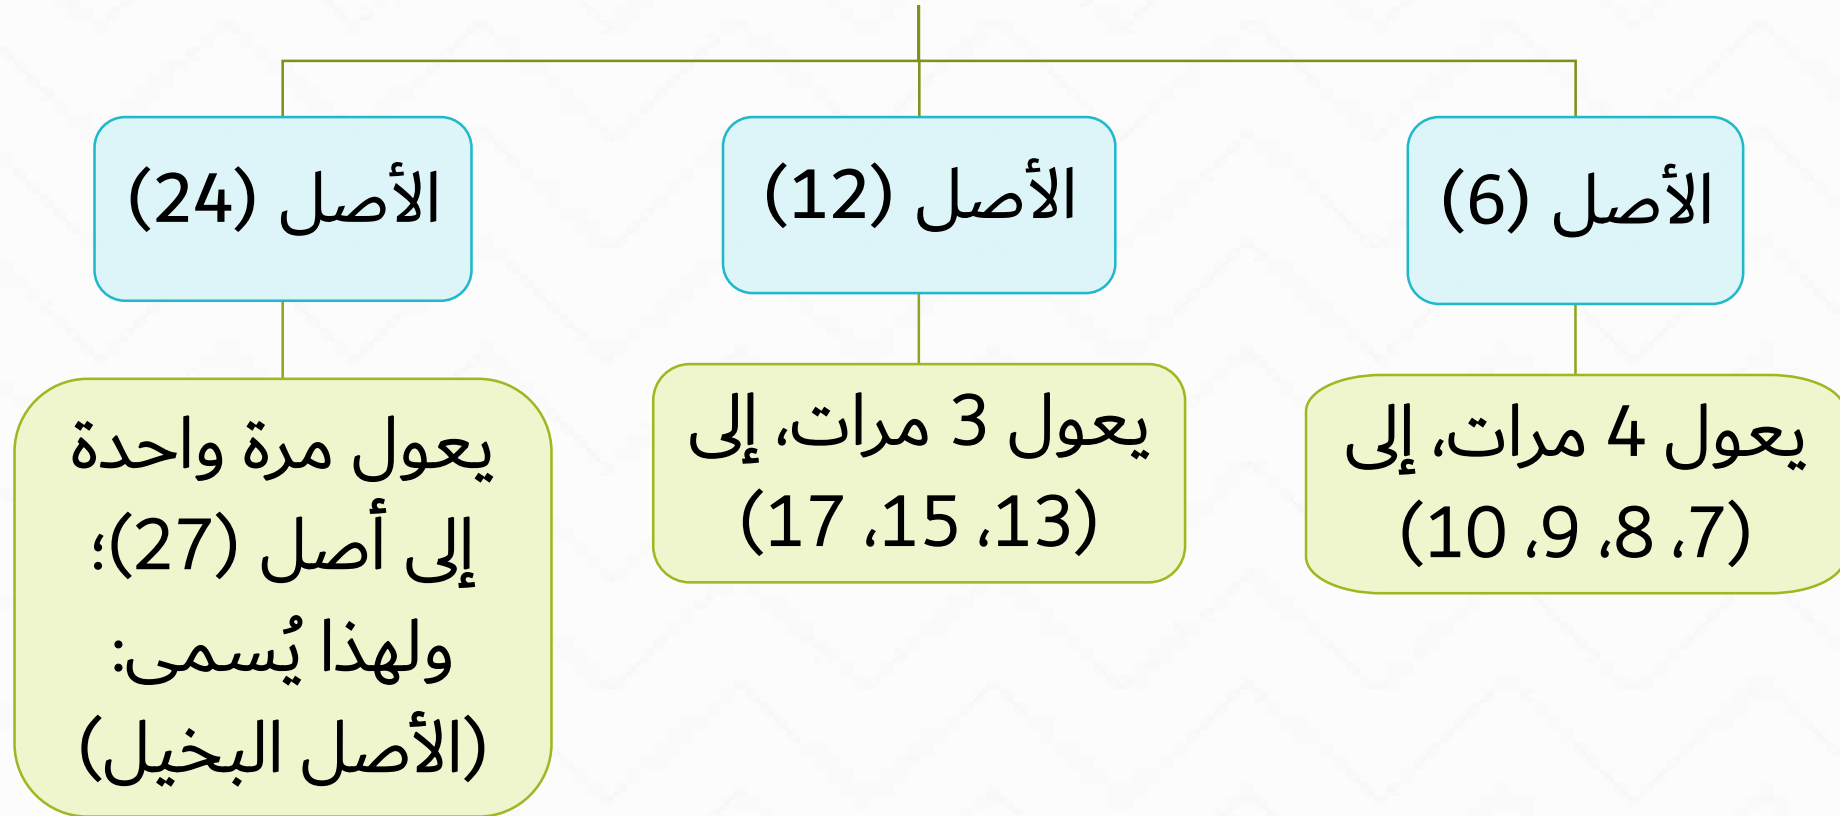 الأصل (6)
يعول 4 مرات، إلى
(7، 8، 9، 10)
الأصل (12)
يعول 3 مرات، إلى
(13، 15، 17)
الأصل (24)
يعول مرة واحدة
إلى أصل (27)؛
ولهذا يُسمى:
(الأصل البخيل)